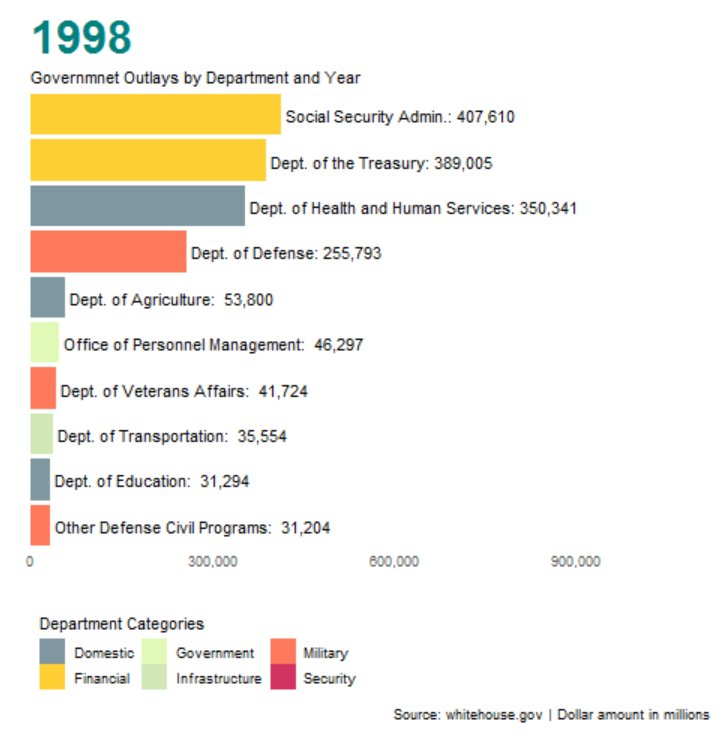 1998
Governmnet Outlays by Department and Year
Social Security Admin.: 407,610
Dept. of the Treasury: 389,005
Dept. of Health and Human Services: 350,341
Dept. of Defense: 255,793
Dept. of Agriculture:  53,800
Office of Personnel Management:  46,297
Dept. of Veterans Affairs:  41,724
Dept. of Transportation:  35,554
Dept. of Education:  31,294
Other Defense Civil Programs:  31,204
0 300,000 600,000 900,000
Department Categories
Domestic Government Military
Financial Infrastructure Security
Source: whitehouse.gov | Dollar amount in millions